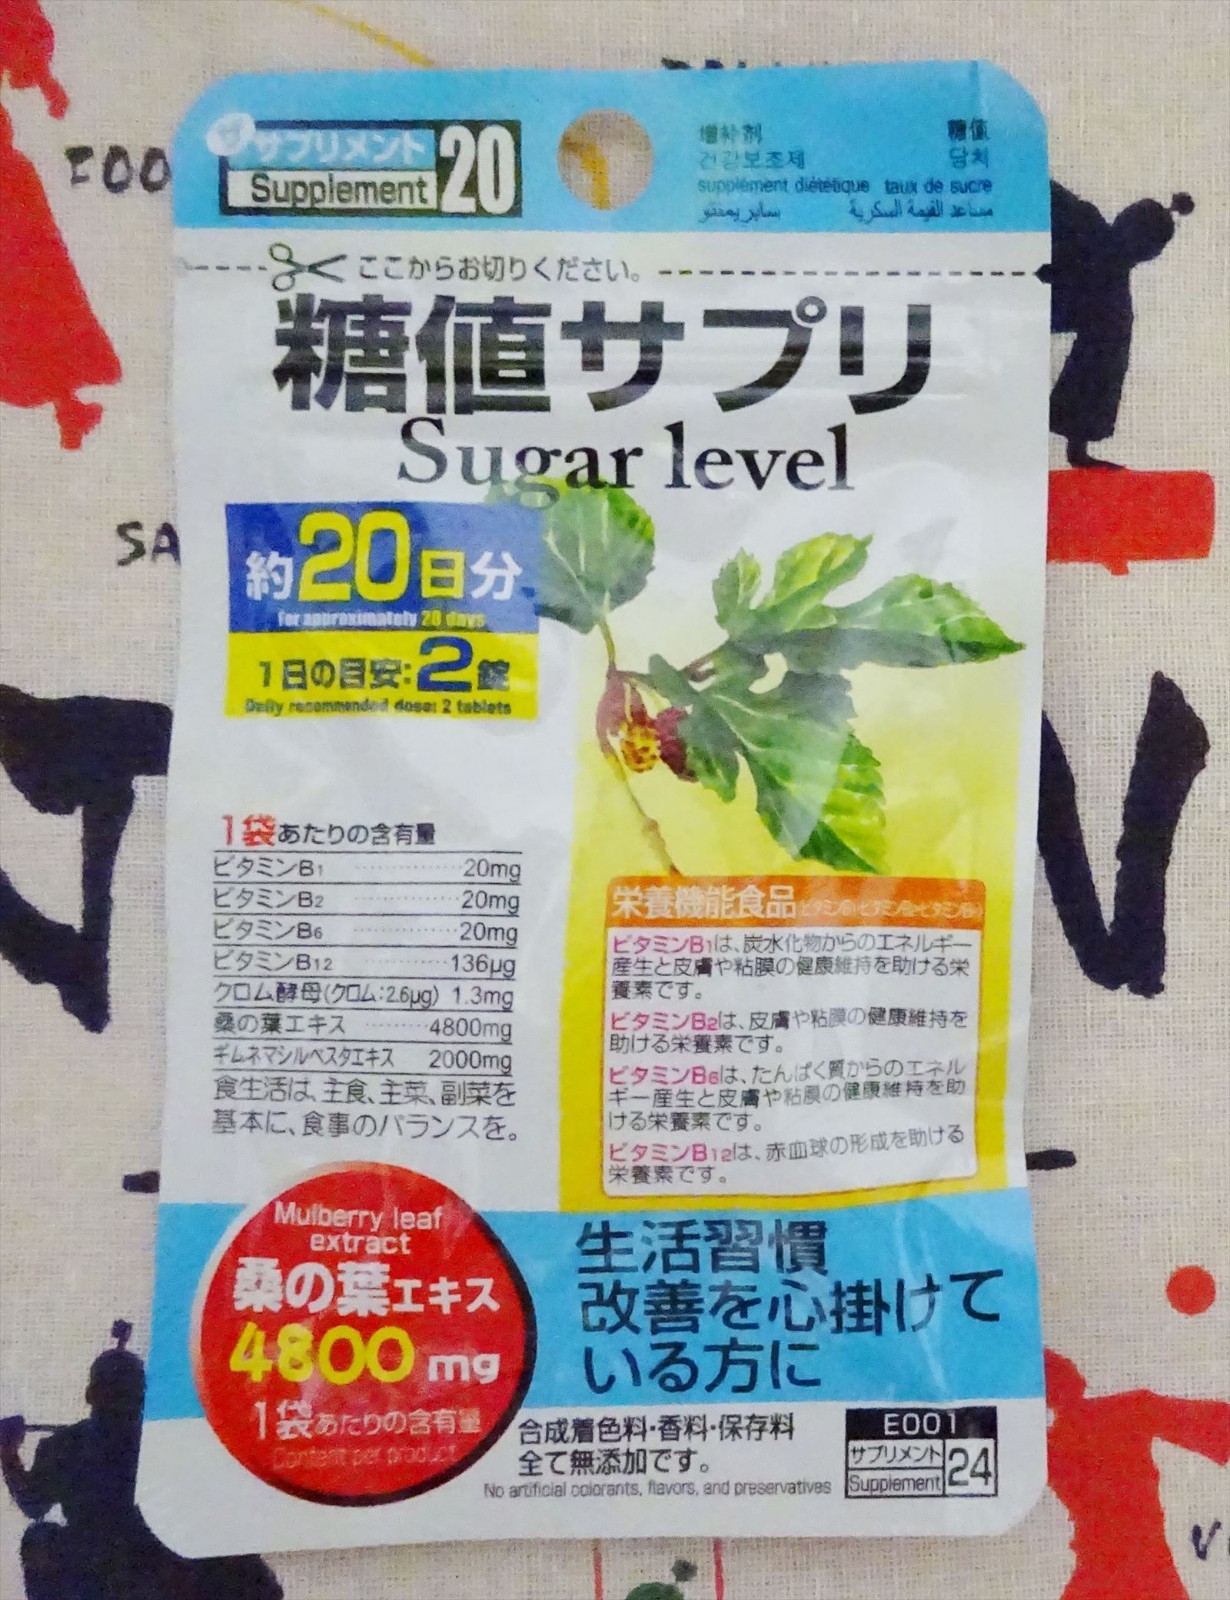 ザ サプリメント 20
Supplement
增补剂 糖值
건강보조제 당치
supplément diététique taux de sucre
مساعد القيمة السكرية
ここからお切りください。
糖値サプリ
Sugar level
約20日分
for approximately 20 days
1日の目安:2錠
Daily recommended dose: 2 tablets
1袋あたりの含有量
ビタミンB1 20mg
ビタミンB2 20mg
ビタミンB6 20mg
ビタミンB12 136μg
クロム酵母(クロム:2.6μg) 1.3mg
桑の葉エキス 4800mg
ギムネマシルベスタエキス 2000mg
食生活は、主食、主菜、副菜を
基本に、食事のバランスを。
栄養機能食品
ビタミンB1は、炭水化物からのエネルギー
産生と皮膚や粘膜の健康維持を助ける栄
養素です。
ビタミンB2は、皮膚や粘膜の健康維持を
助ける栄養素です。
ビタミンB6は、たんぱく質からのエネル
ギー産生と皮膚や粘膜の健康維持を助
ける栄養素です。
ビタミンB12は、赤血球の形成を助ける
栄養素です。
Mulberry leaf
extract
桑の葉エキス
4800mg
1袋あたりの含有量
Content per product
生活習慣
改善を心掛けて
いる方に
合成着色料・香料・保存料
全て無添加です。
No artificial colorants, flavors, and preservatives
E001
サプリメント 24
Supplement